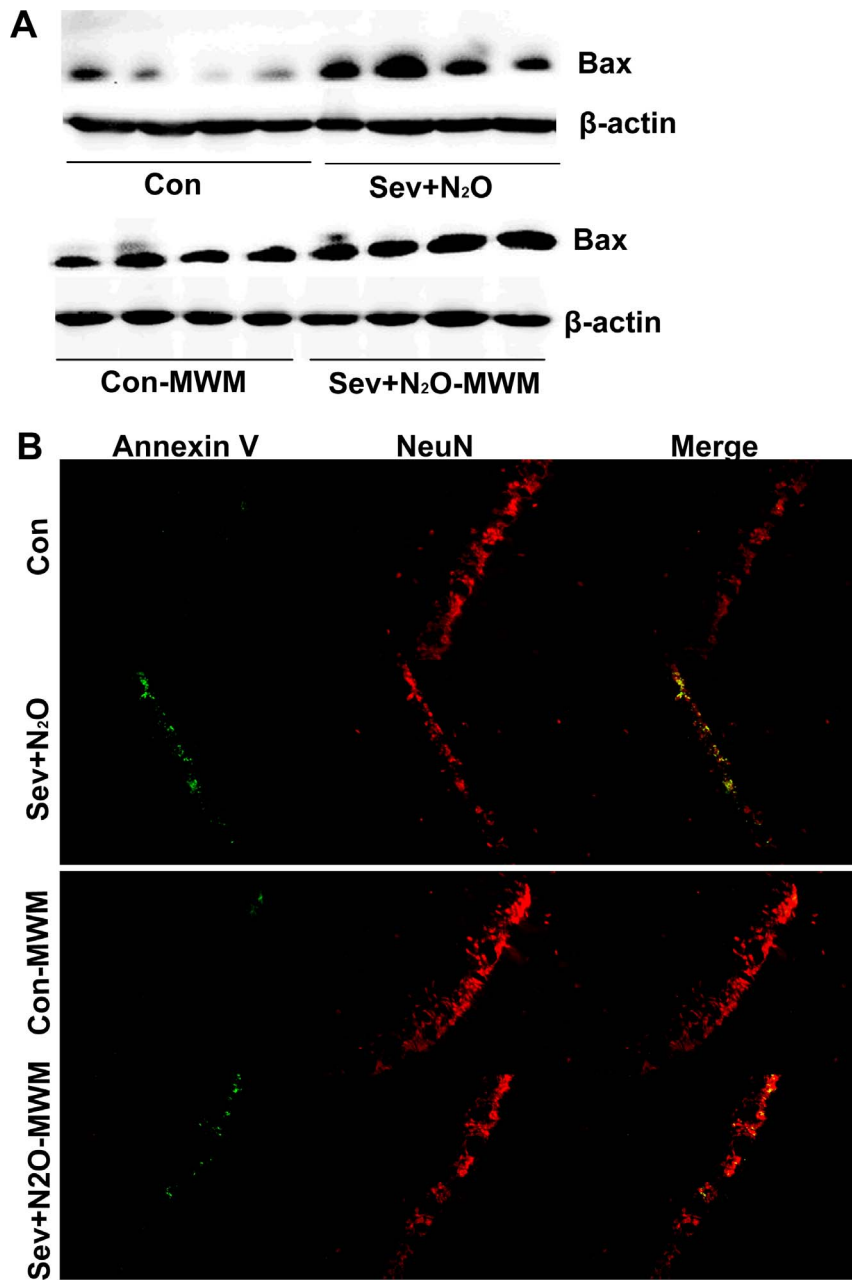 A
Bax
β-actin
Con
Sev+N₂O
Bax
β-actin
Con-MWM
Sev+N₂O-MWM
B
Annexin V
NeuN
Merge
Con
Sev+N₂O
Con-MWM
Sev+N2O-MWM